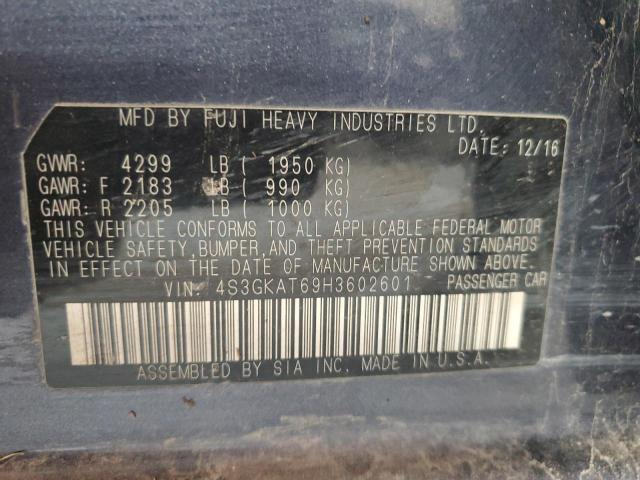 MFD BY FUJI HEAVY INDUSTRIES LTD.
DATE: 12/16
GVWR: 4299 LB ( 1950 KG)
GAWR: F 2183 LB ( 990 KG)
GAWR: R 2205 LB ( 1000 KG)
THIS VEHICLE CONFORMS TO ALL APPLICABLE FEDERAL MOTOR
VEHICLE SAFETY, BUMPER, AND THEFT PREVENTION STANDARDS
IN EFFECT ON THE DATE OF MANUFACTURE SHOWN ABOVE.
VIN: 4S3GKAT69H3602601 PASSENGER CAR
ASSEMBLED BY SIA INC. MADE IN U.S.A.